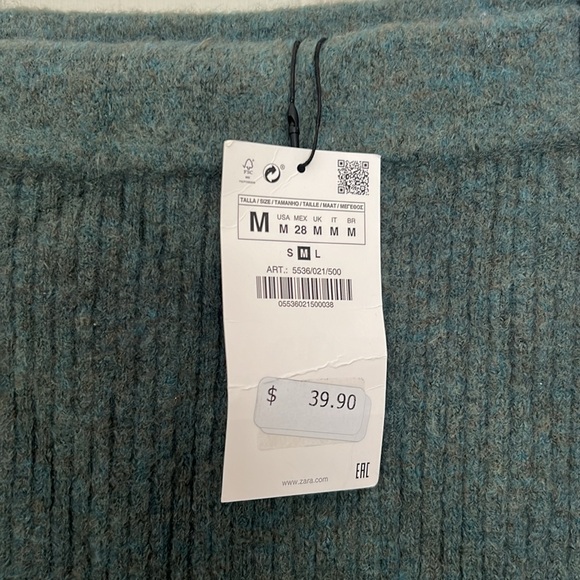 FSC
®
TALLA / SIZE / TAMANHO / TAILLE / MAAT / ΜΕΓΕΘΟΣ
M
USA MEX UK IT BR
M 28 M M M
S M L
ART.: 5536/021/500
05536021500038
$ 39.90
www.zara.com
EAC